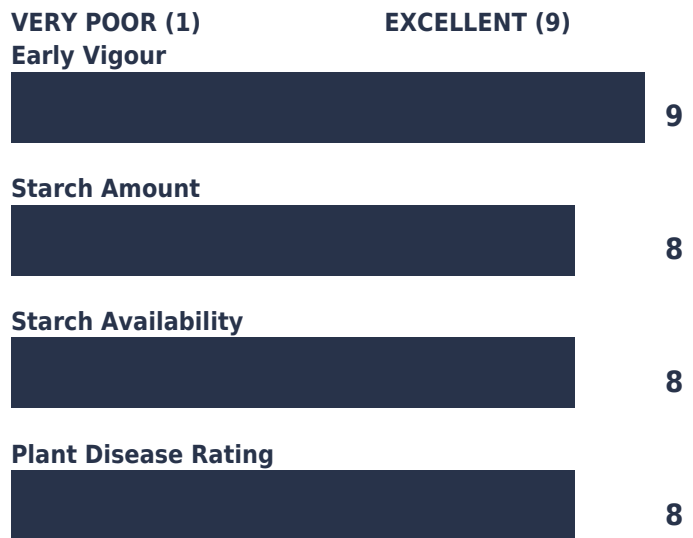 VERY POOR (1) EXCELLENT (9)
Early Vigour
9
Starch Amount
8
Starch Availability
8
Plant Disease Rating
8